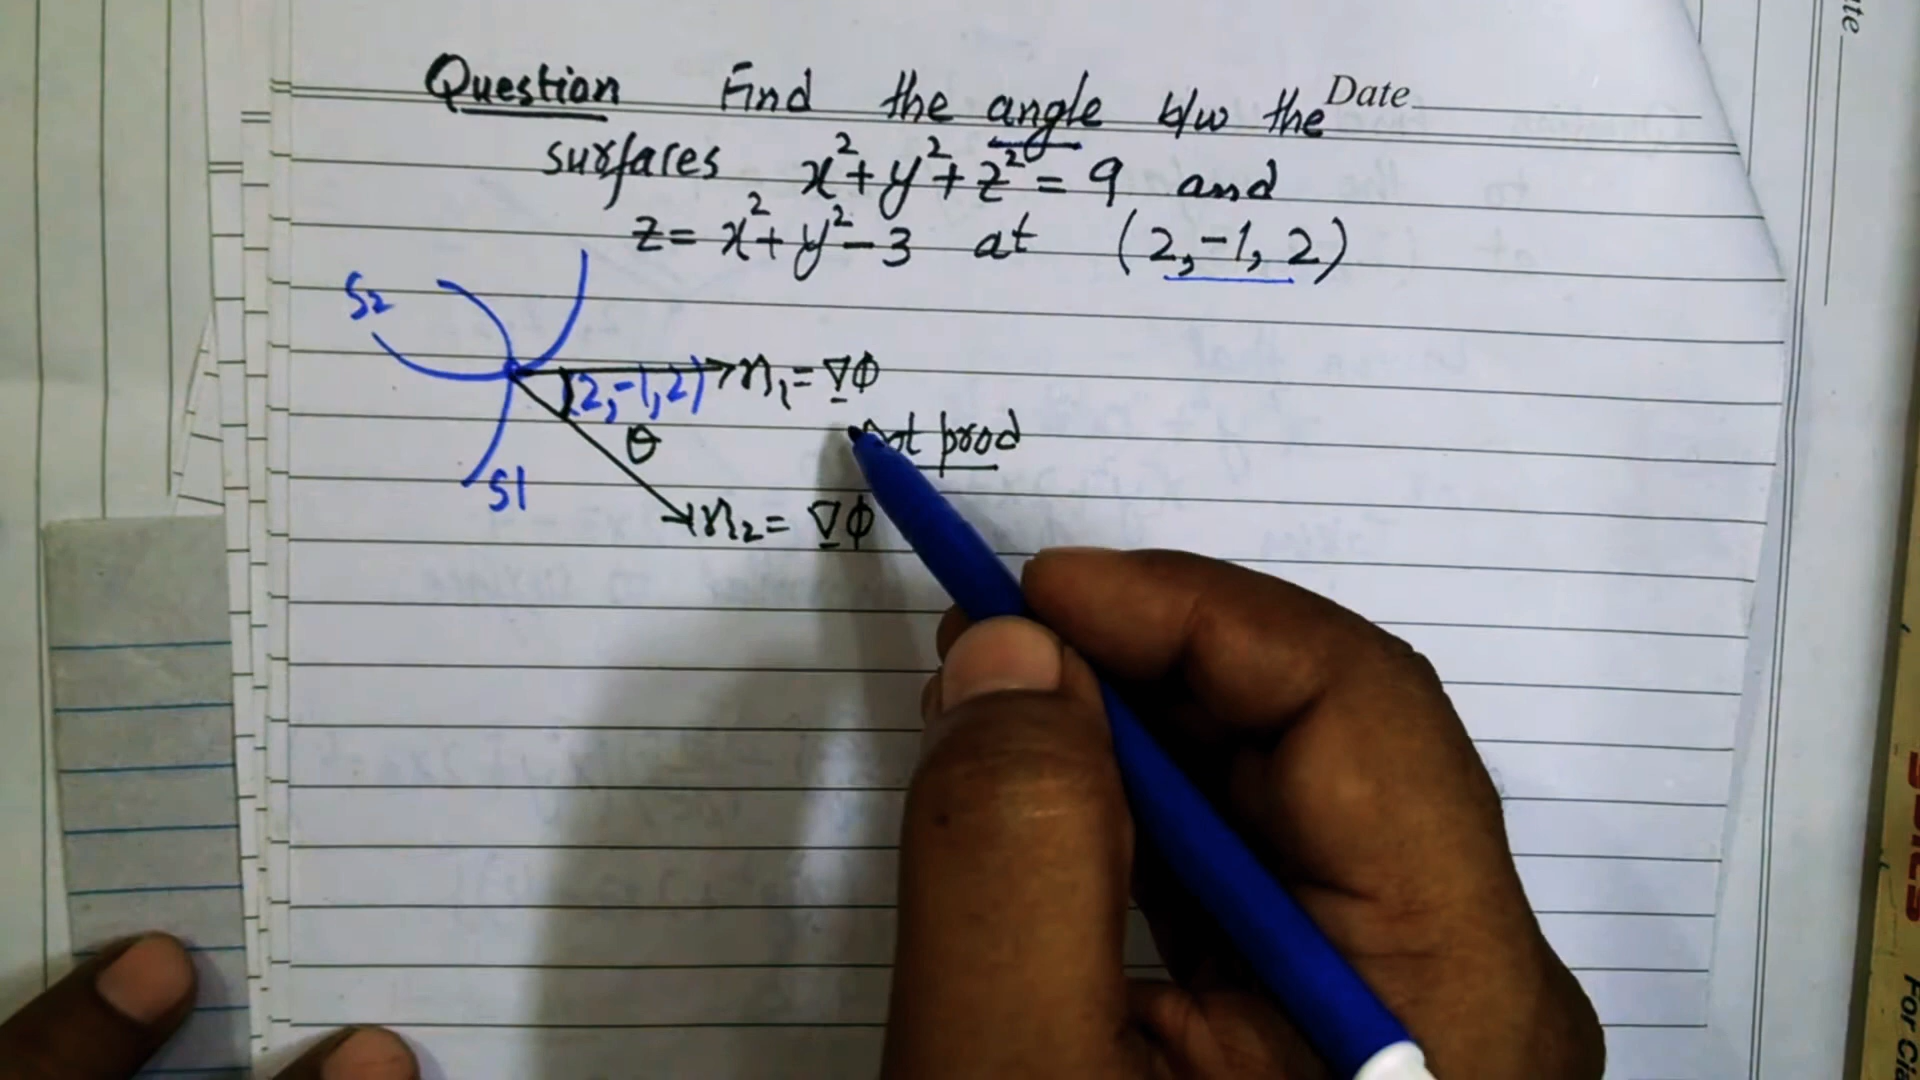 Question Find the angle b/w the
Date
surfaces x²+y²+z²=9 and
z=x²+y²-3 at (2,-1,2)
S2
(2,-1,2) n₁=∇Φ
θ
prod
S1
n₂=∇Φ